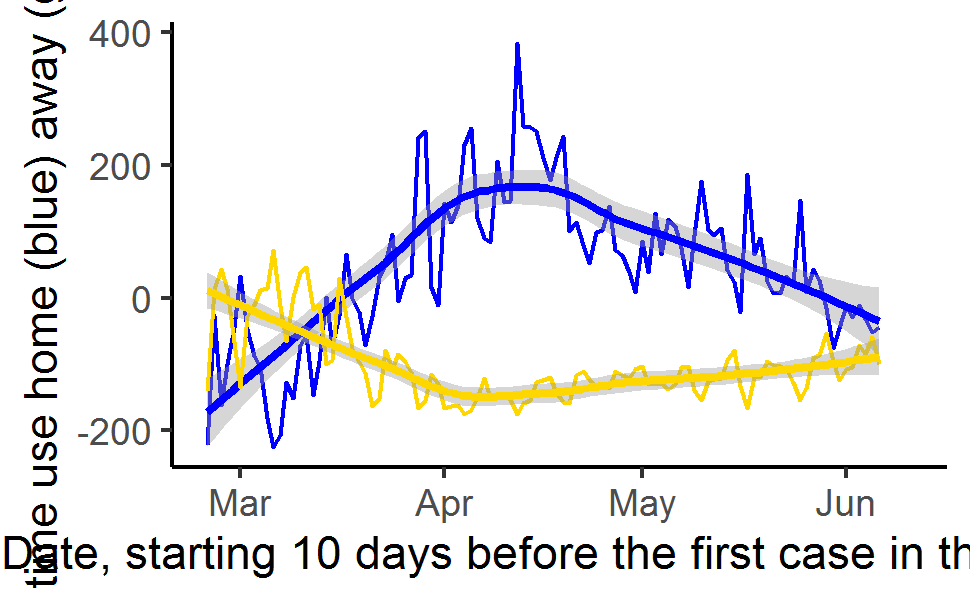 time use home (blue) away (
400
200
0
-200
Mar Apr May Jun
Date, starting 10 days before the first case in th